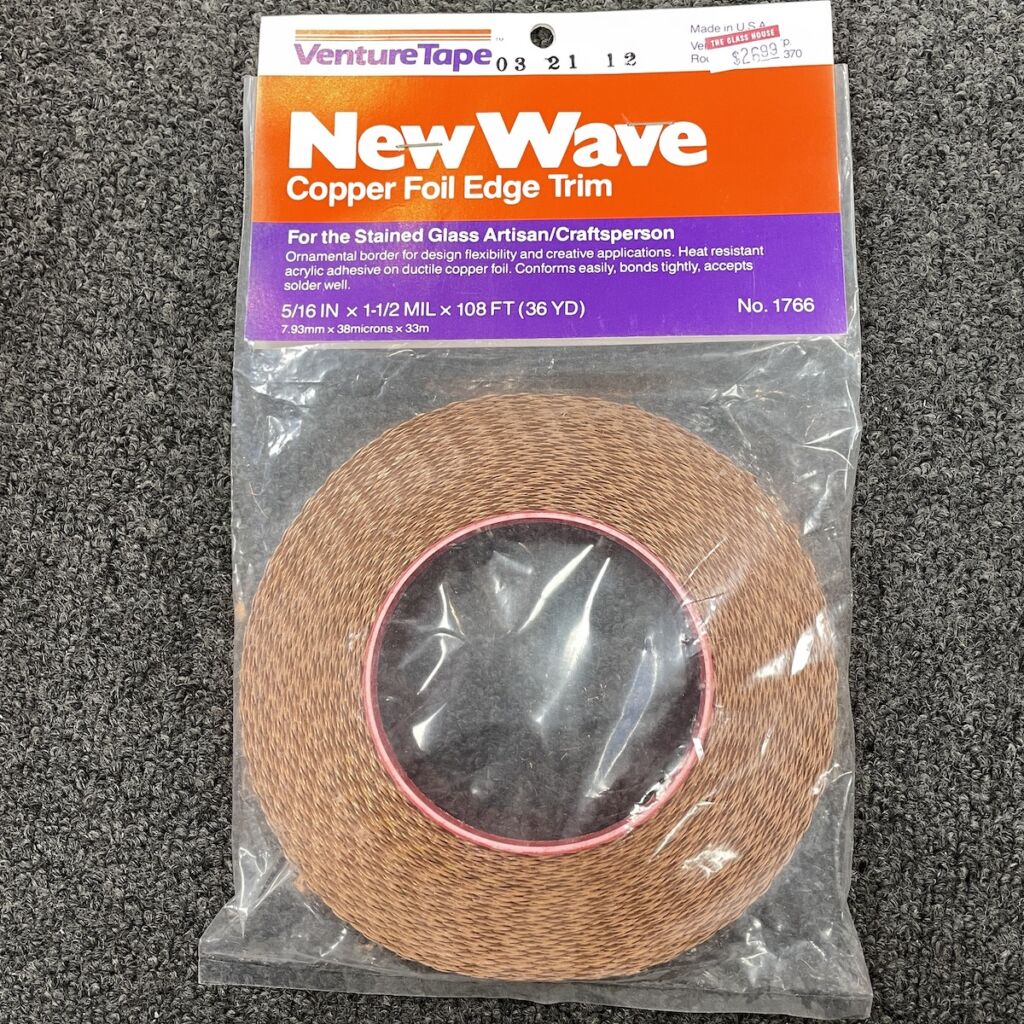 VentureTape™
03 21 12
Made in U.S.A.
THE GLASS HOUSE
$26.99
370
New Wave
Copper Foil Edge Trim
For the Stained Glass Artisan/Craftsperson
Ornamental border for design flexibility and creative applications. Heat resistant
acrylic adhesive on ductile copper foil. Conforms easily, bonds tightly, accepts
solder well.
5/16 IN × 1-1/2 MIL × 108 FT (36 YD)
No. 1766
7.93mm × 38microns × 33m